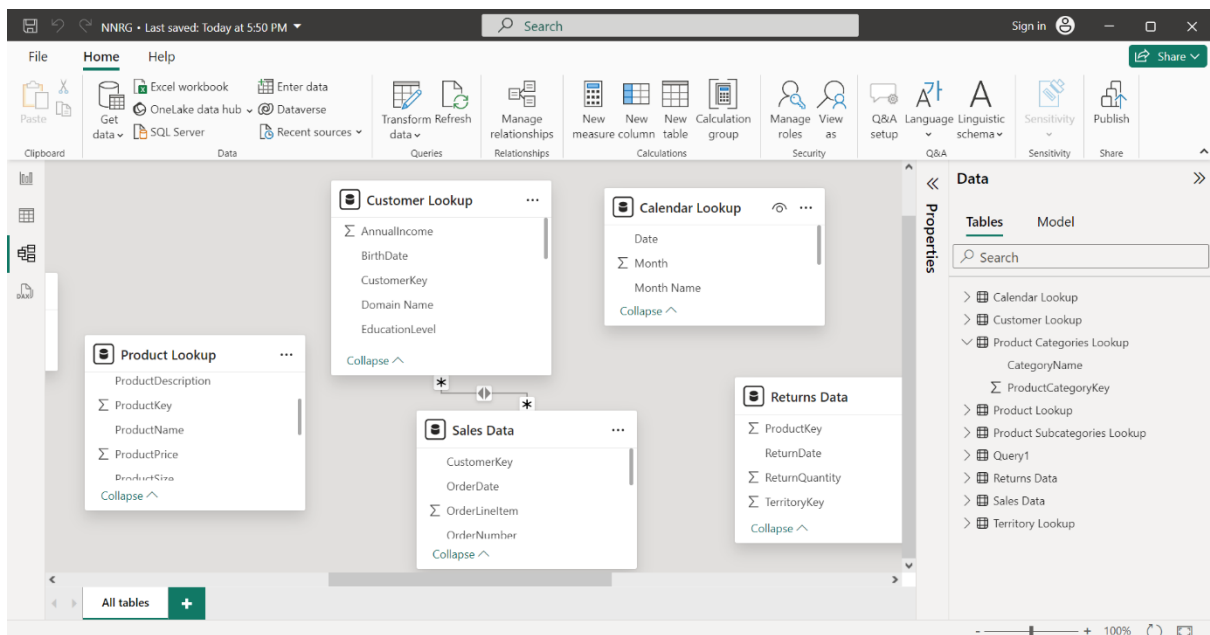 NNRG • Last saved: Today at 5:50 PM
Search
Sign in
File
Home
Help
Share
Paste
Get data
Excel workbook
OneLake data hub
SQL Server
Enter data
Dataverse
Recent sources
Transform data
Refresh
Manage relationships
New measure
New column
New table
Calculation group
Manage roles
View as
Q&A setup
Language
Linguistic schema
Sensitivity
Publish
Clipboard
Data
Queries
Relationships
Calculations
Security
Q&A
Sensitivity
Share
Customer Lookup
AnnualIncome
BirthDate
CustomerKey
Domain Name
EducationLevel
Collapse
Calendar Lookup
Date
Month
Month Name
Collapse
Product Lookup
ProductDescription
ProductKey
ProductName
ProductPrice
ProductSize
Collapse
Sales Data
CustomerKey
OrderDate
OrderLineItem
OrderNumber
Collapse
Returns Data
ProductKey
ReturnDate
ReturnQuantity
TerritoryKey
Collapse
Properties
Data
Tables
Model
Search
Calendar Lookup
Customer Lookup
Product Categories Lookup
CategoryName
ProductCategoryKey
Product Lookup
Product Subcategories Lookup
Query1
Returns Data
Sales Data
Territory Lookup
All tables
100%